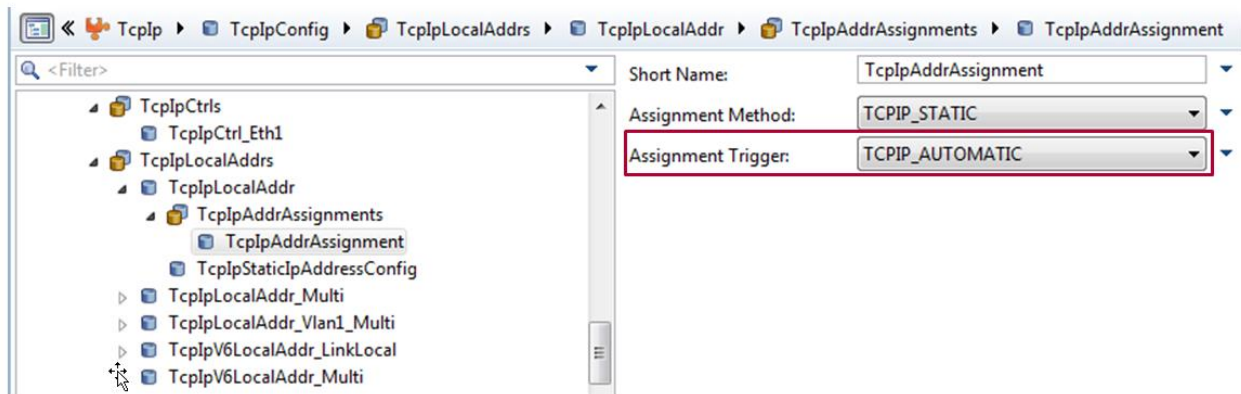 TcpIp TcpIpConfig TcpIpLocalAddrs TcpIpLocalAddr TcpIpAddrAssignments TcpIpAddrAssignment
<Filter>
TcpIpCtrls
TcpIpCtrl_Eth1
TcpIpLocalAddrs
TcpIpLocalAddr
TcpIpAddrAssignments
TcpIpAddrAssignment
TcpIpStaticIpAddressConfig
TcpIpLocalAddr_Multi
TcpIpLocalAddr_Vlan1_Multi
TcpIpV6LocalAddr_LinkLocal
TcpIpV6LocalAddr_Multi
Short Name: TcpIpAddrAssignment
Assignment Method: TCPIP_STATIC
Assignment Trigger: TCPIP_AUTOMATIC